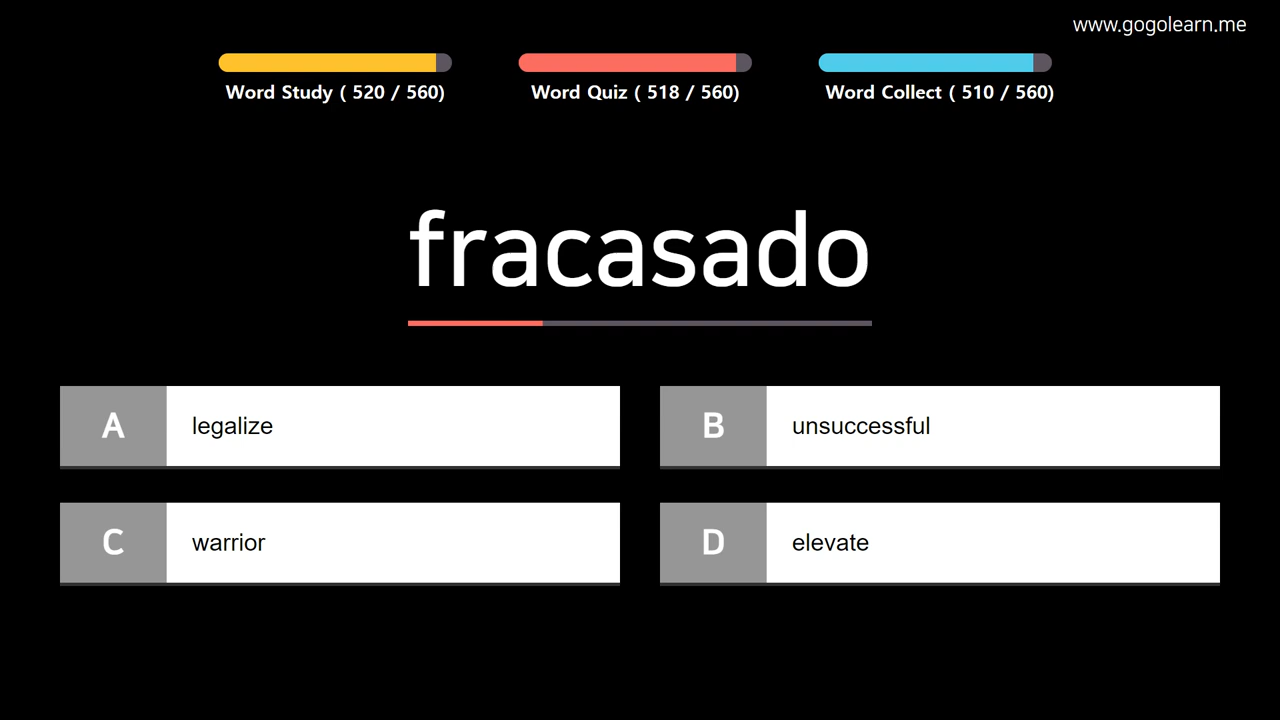 www.gogolearn.me
Word Study ( 520 / 560)
Word Quiz ( 518 / 560)
Word Collect ( 510 / 560)
fracasado
A legalize
B unsuccessful
C warrior
D elevate